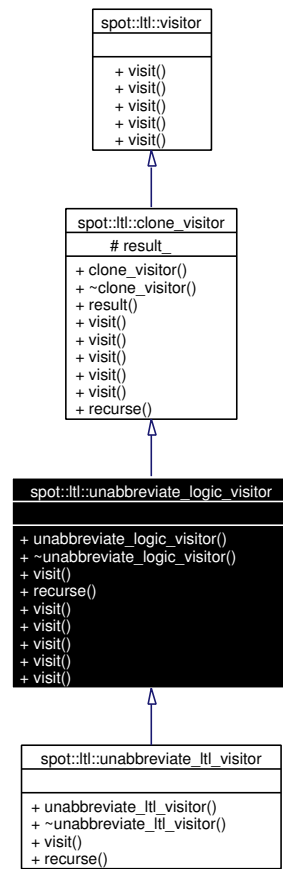 spot::ltl::visitor
+ visit()
+ visit()
+ visit()
+ visit()
+ visit()
spot::ltl::clone_visitor
# result_
+ clone_visitor()
+ ~clone_visitor()
+ result()
+ visit()
+ visit()
+ visit()
+ visit()
+ visit()
+ recurse()
spot::ltl::unabbreviate_logic_visitor
+ unabbreviate_logic_visitor()
+ ~unabbreviate_logic_visitor()
+ visit()
+ recurse()
+ visit()
+ visit()
+ visit()
+ visit()
+ visit()
spot::ltl::unabbreviate_ltl_visitor
+ unabbreviate_ltl_visitor()
+ ~unabbreviate_ltl_visitor()
+ visit()
+ recurse()